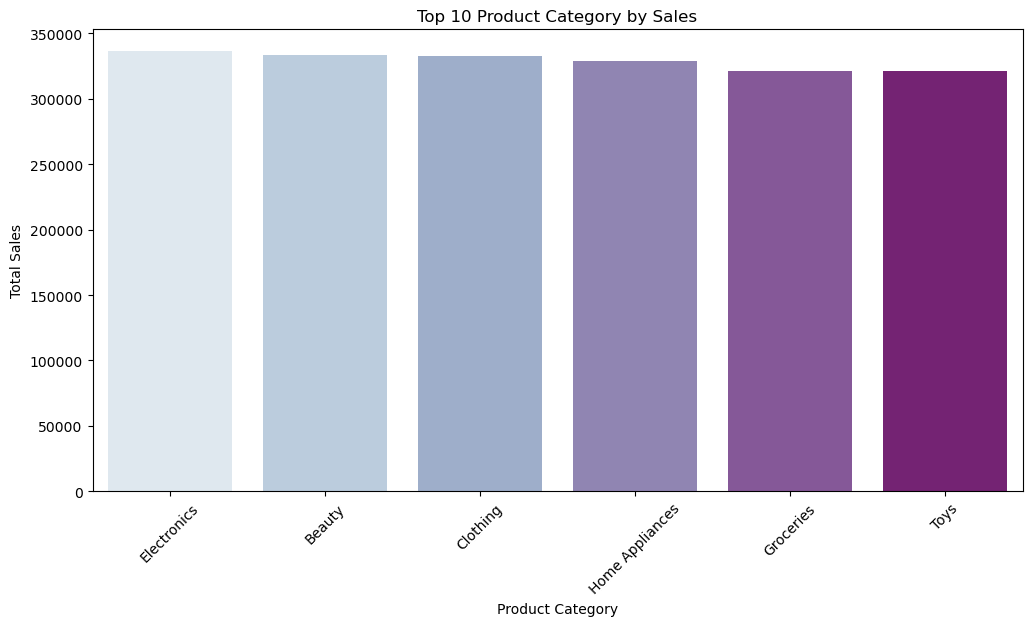 Top 10 Product Category by Sales
350000
300000
250000
200000
150000
100000
50000
0
Total Sales
Electronics
Beauty
Clothing
Home Appliances
Groceries
Toys
Product Category